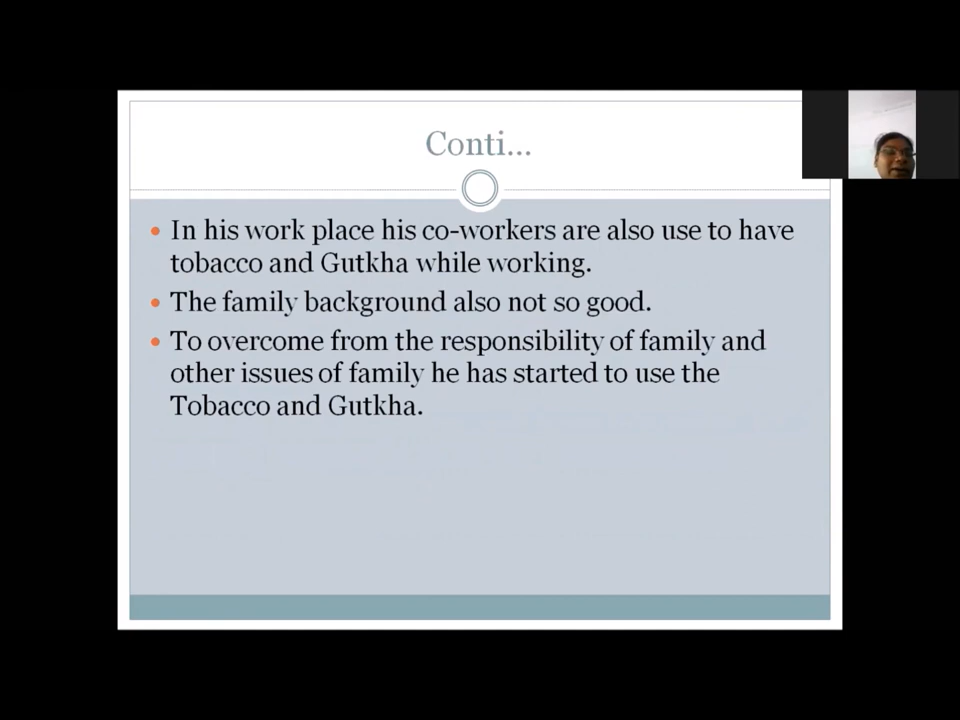 Conti...
In his work place his co-workers are also use to have
tobacco and Gutkha while working.
The family background also not so good.
To overcome from the responsibility of family and
other issues of family he has started to use the
Tobacco and Gutkha.